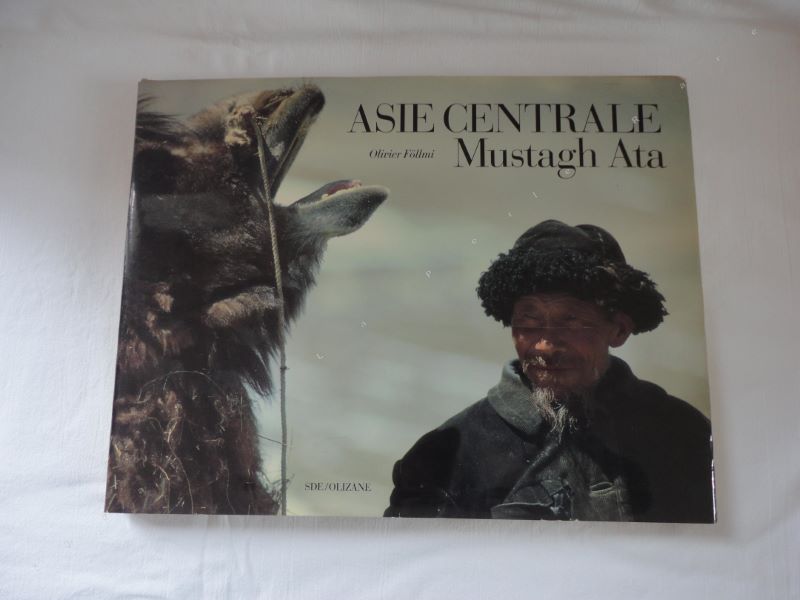 ASIE CENTRALE
Olivier Föllmi
Mustagh Ata
SDE/OLIZANE